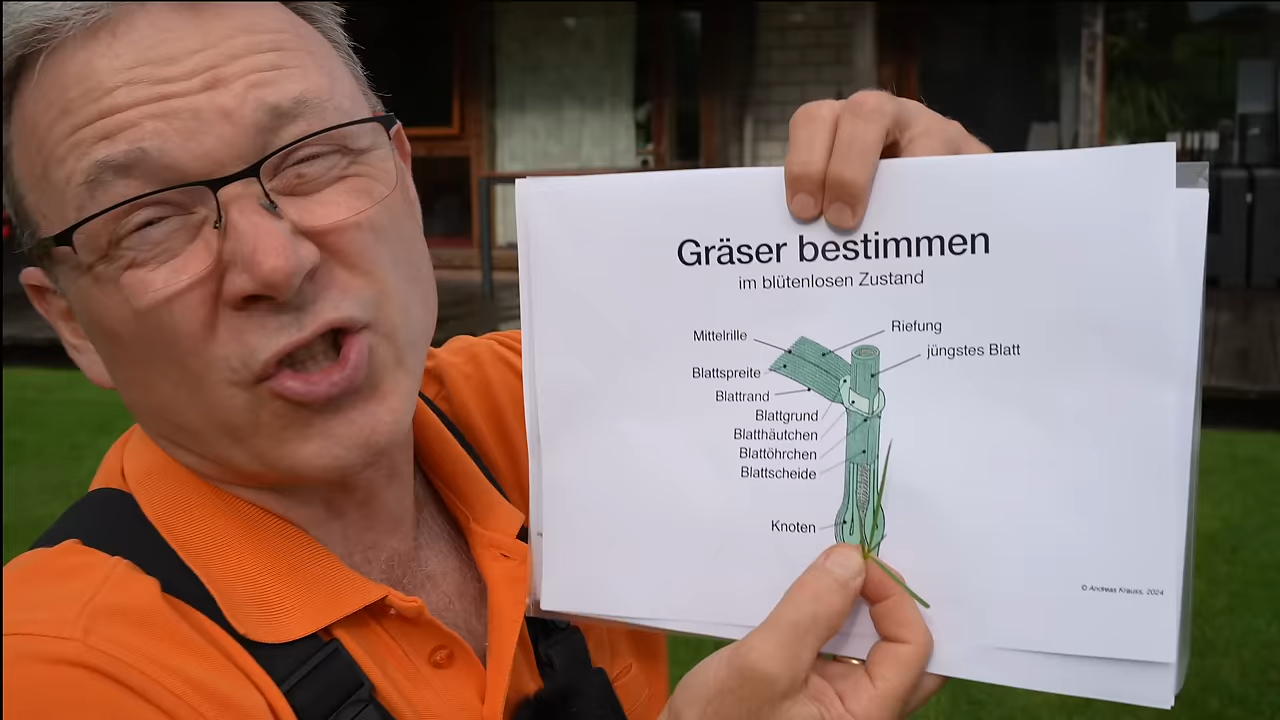 Gräser bestimmen
im blütenlosen Zustand
Mittelrille
Riefung
jüngstes Blatt
Blattspreite
Blattrand
Blattgrund
Blatthäutchen
Blattöhrchen
Blattscheide
Knoten
© Andreas Krauss, 2024